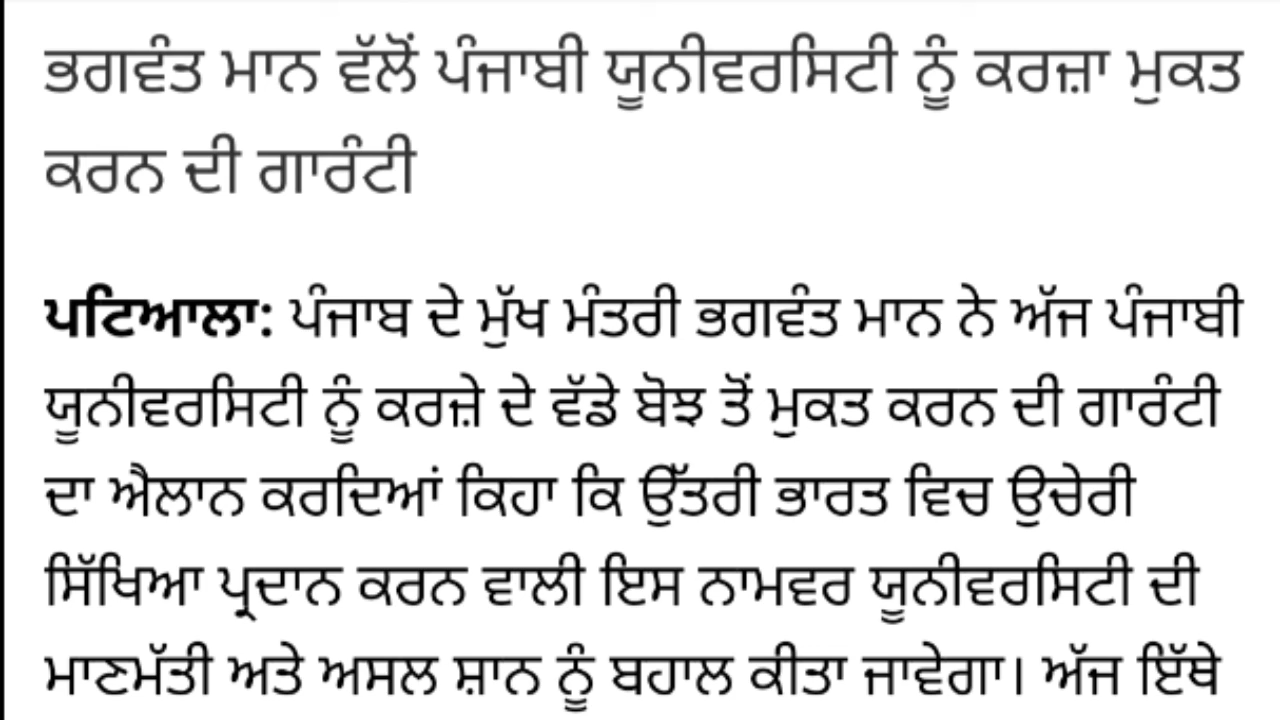 ਭਗਵੰਤ ਮਾਨ ਵੱਲੋਂ ਪੰਜਾਬੀ ਯੂਨੀਵਰਸਿਟੀ ਨੂੰ ਕਰਜ਼ਾ ਮੁਕਤ
ਕਰਨ ਦੀ ਗਾਰੰਟੀ
ਪਟਿਆਲਾ: ਪੰਜਾਬ ਦੇ ਮੁੱਖ ਮੰਤਰੀ ਭਗਵੰਤ ਮਾਨ ਨੇ ਅੱਜ ਪੰਜਾਬੀ
ਯੂਨੀਵਰਸਿਟੀ ਨੂੰ ਕਰਜ਼ੇ ਦੇ ਵੱਡੇ ਬੋਝ ਤੋਂ ਮੁਕਤ ਕਰਨ ਦੀ ਗਾਰੰਟੀ
ਦਾ ਐਲਾਨ ਕਰਦਿਆਂ ਕਿਹਾ ਕਿ ਉੱਤਰੀ ਭਾਰਤ ਵਿਚ ਉਚੇਰੀ
ਸਿੱਖਿਆ ਪ੍ਰਦਾਨ ਕਰਨ ਵਾਲੀ ਇਸ ਨਾਮਵਰ ਯੂਨੀਵਰਸਿਟੀ ਦੀ
ਮਾਣਮੱਤੀ ਅਤੇ ਅਸਲ ਸ਼ਾਨ ਨੂੰ ਬਹਾਲ ਕੀਤਾ ਜਾਵੇਗਾ। ਅੱਜ ਇੱਥੇ